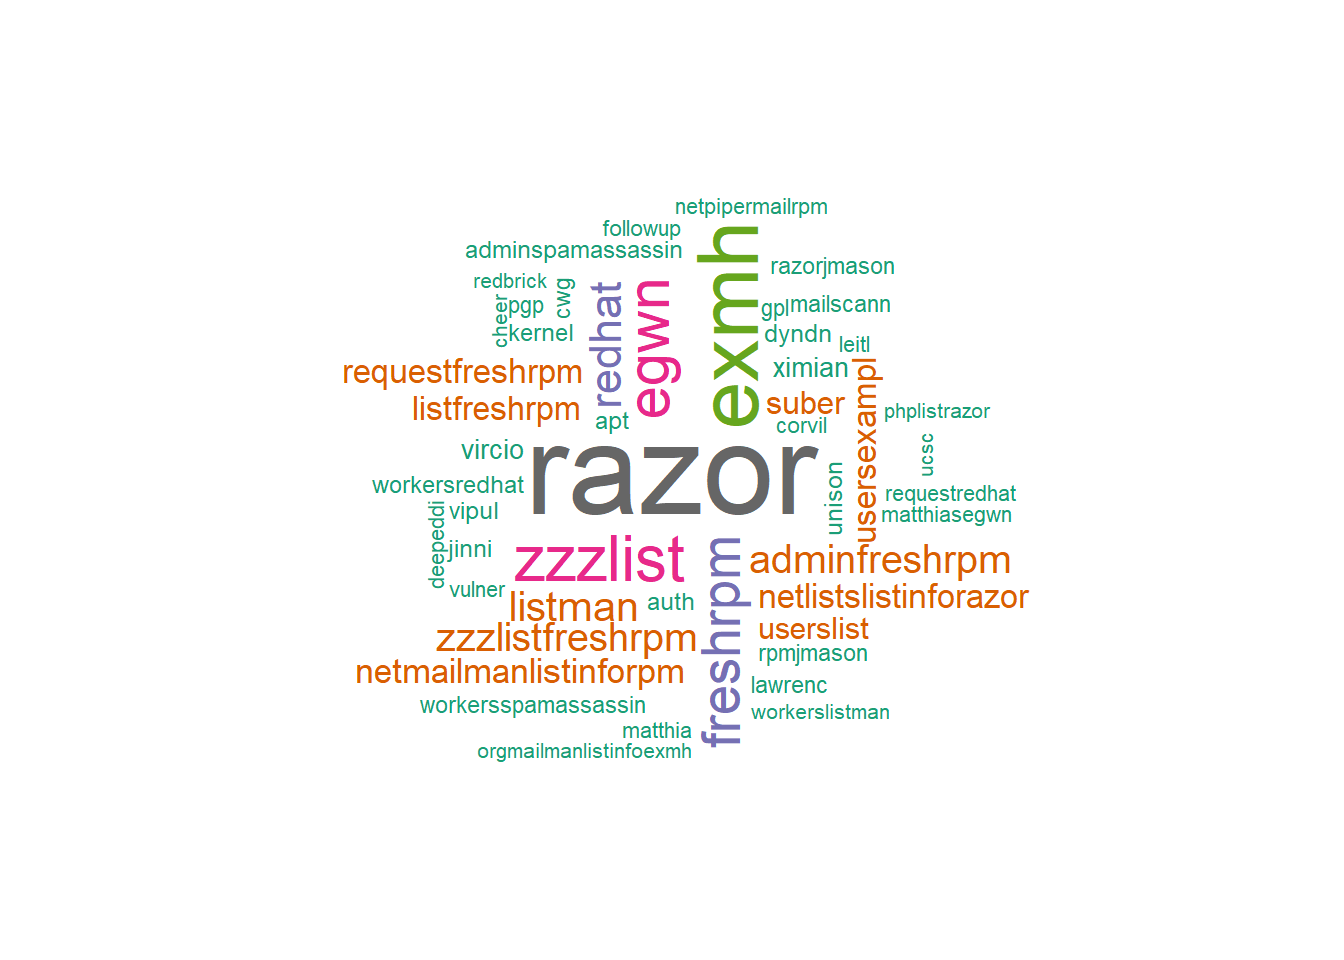 netpipermailrpm
followup
exmh
adminspamassassin
razorjmason
redbrick
cwg
redhat
egwn
cheer
pgp
gpl
mailscann
kernel
dyndn
leitl
requestfreshrpm
ximian
usersexampl
listfreshrpm
suber
apt
corvil
phplistrazor
vircio
razor
ucsc
workersredhat
unison
requestredhat
deepeddi
vipul
matthiasegwn
jinni
zzzlist
freshrpm
adminfreshrpm
vulner
listman
auth
netlistslistinforazor
zzzlistfreshrpm
userslist
rpmjmason
netmailmanlistinforpm
lawrenc
workersspamassassin
workerslistman
matthia
orgmailmanlistinfoexmh